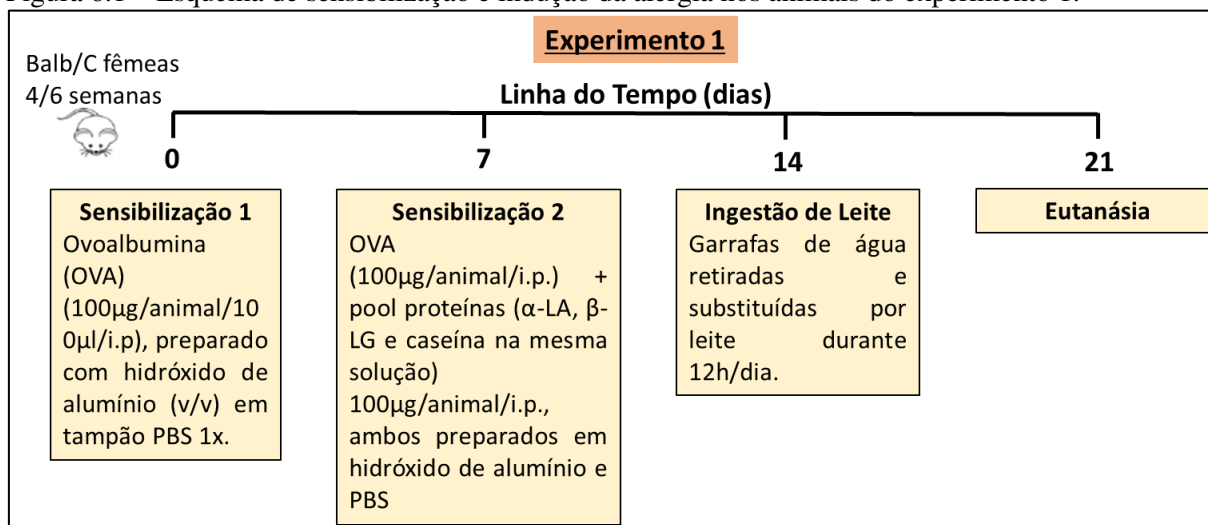 Experimento 1
Balb/C fêmeas
4/6 semanas
Linha do Tempo (dias)
0
7
14
21
Sensibilização 1
Ovoalbumina
(OVA)
(100µg/animal/10
0µl/i.p), preparado
com hidróxido de
alumínio (v/v) em
tampão PBS 1x.
Sensibilização 2
OVA
(100µg/animal/i.p.) +
pool proteínas (α-LA, β-
LG e caseína na mesma
solução)
100µg/animal/i.p.,
ambos preparados em
hidróxido de alumínio e
PBS
Ingestão de Leite
Garrafas de água
retiradas e
substituídas por
leite durante
12h/dia.
Eutanásia